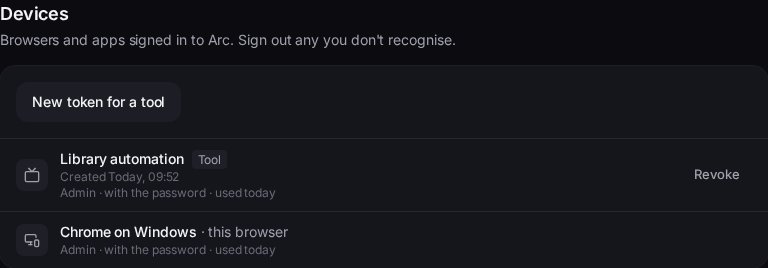 Devices
Browsers and apps signed in to Arc. Sign out any you don't recognise.
New token for a tool
Library automation Tool
Created Today, 09:52
Revoke
Admin · with the password · used today
Chrome on Windows · this browser
Admin · with the password · used today